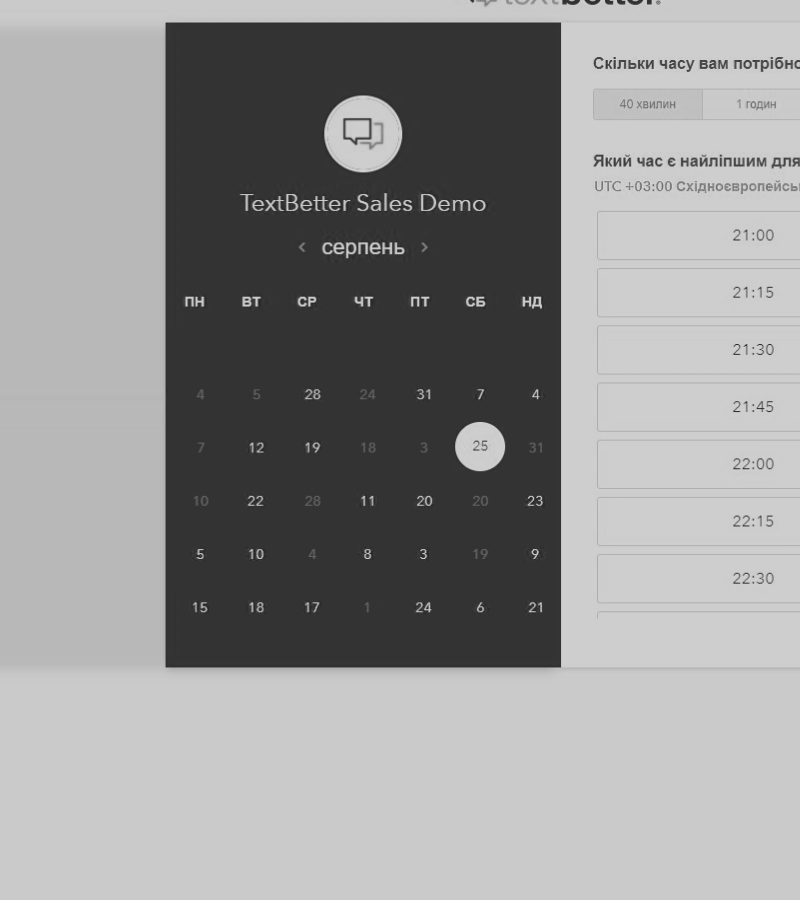 textbetter.
TextBetter Sales Demo
серпень
ПН ВТ СР ЧТ ПТ СБ НД
4 5 28 24 31 7 4
7 12 19 18 3 25 31
10 22 28 11 20 20 23
5 10 4 8 3 19 9
15 18 17 1 24 6 21
Скільки часу вам потрібно
40 хвилин 1 годин
Який час є найліпшим для
UTC +03:00 Східноєвропейсь
21:00
21:15
21:30
21:45
22:00
22:15
22:30